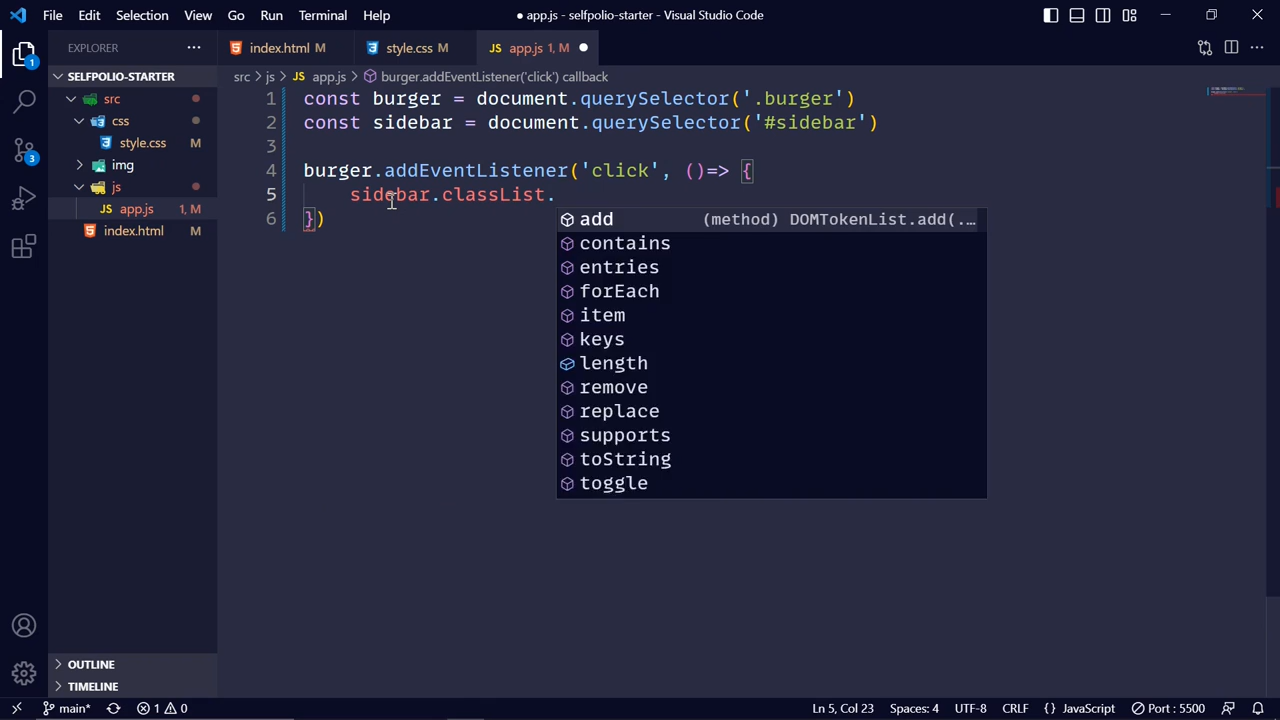 File Edit Selection View Go Run Terminal Help
● app.js - selfpolio-starter - Visual Studio Code
EXPLORER
index.html M
style.css M
JS app.js 1, M
SELFPOLIO-STARTER
src
css
style.css M
img
js
JS app.js 1, M
index.html M
OUTLINE
TIMELINE
1
3
src > js > JS app.js > burger.addEventListener('click') callback
1 const burger = document.querySelector('.burger')
2 const sidebar = document.querySelector('#sidebar')
3
4 burger.addEventListener('click', ()=> {
5 sidebar.classList.
6 })
add (method) DOMTokenList.add(.…
contains
entries
forEach
item
keys
length
remove
replace
supports
toString
toggle
main* 1 0 Ln 5, Col 23 Spaces: 4 UTF-8 CRLF {} JavaScript Port : 5500